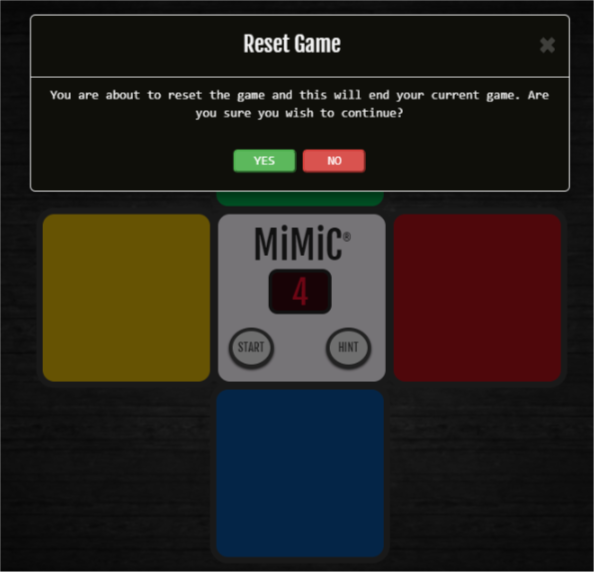 Reset Game
You are about to reset the game and this will end your current game. Are
you sure you wish to continue?
YES NO
MiMiC®
4
START HINT